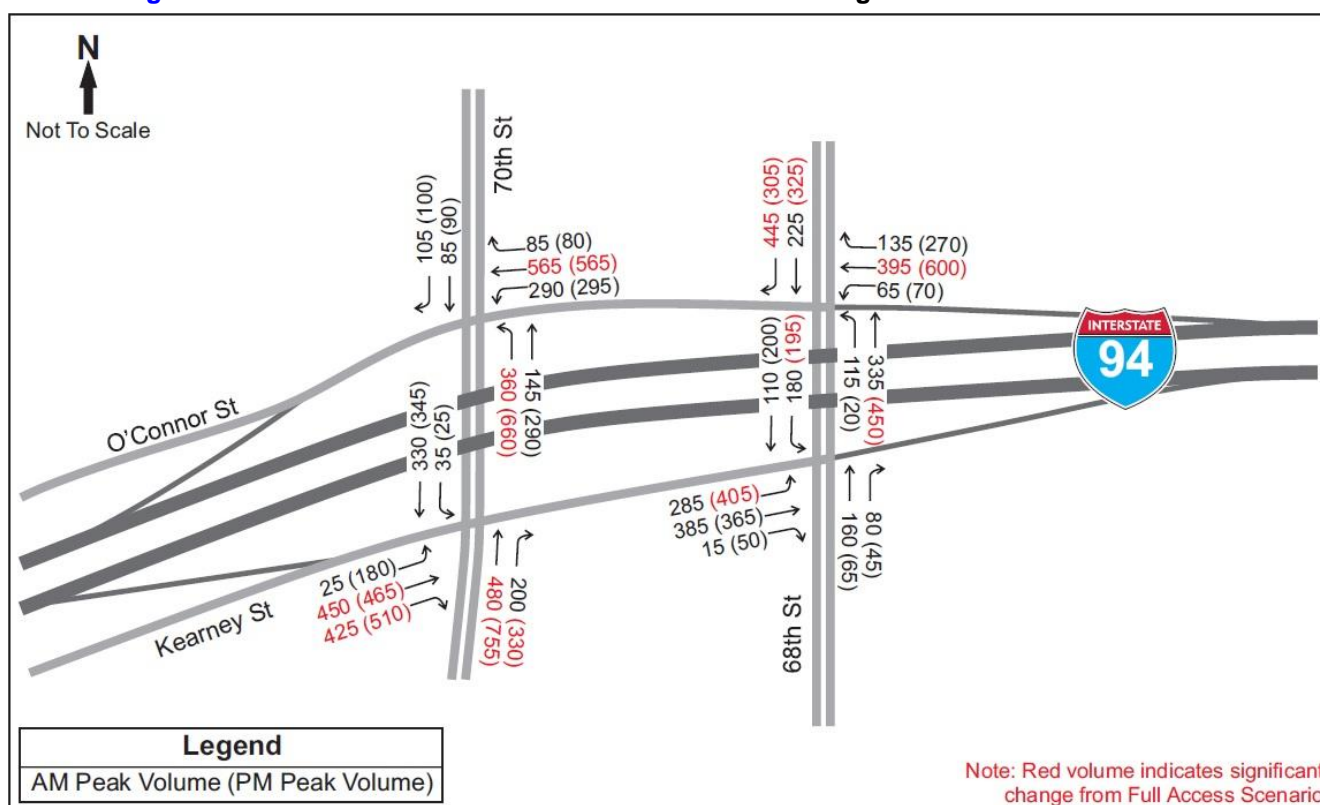 N
Not To Scale
70th St
105 (100)
85 (90)
85 (80)
565 (565)
290 (295)
445 (305)
225 (325)
135 (270)
395 (600)
65 (70)
INTERSTATE
94
O'Connor St
330 (345)
35 (25)
360 (660)
145 (290)
110 (200)
180 (195)
115 (20)
335 (450)
Kearney St
25 (180)
450 (465)
425 (510)
480 (755)
200 (330)
285 (405)
385 (365)
15 (50)
160 (65)
80 (45)
68th St
Legend
AM Peak Volume (PM Peak Volume)
Note: Red volume indicates significant
change from Full Access Scenario